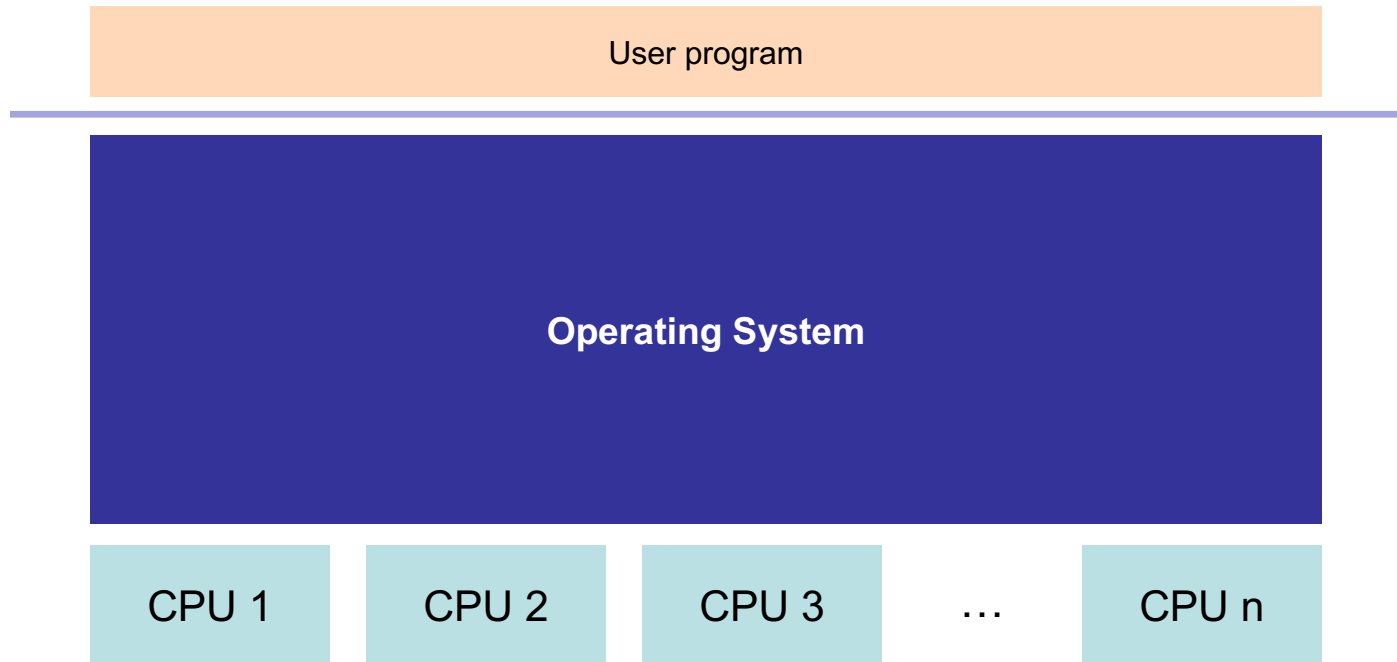 User program
Operating System
CPU 1 CPU 2 CPU 3 … CPU n